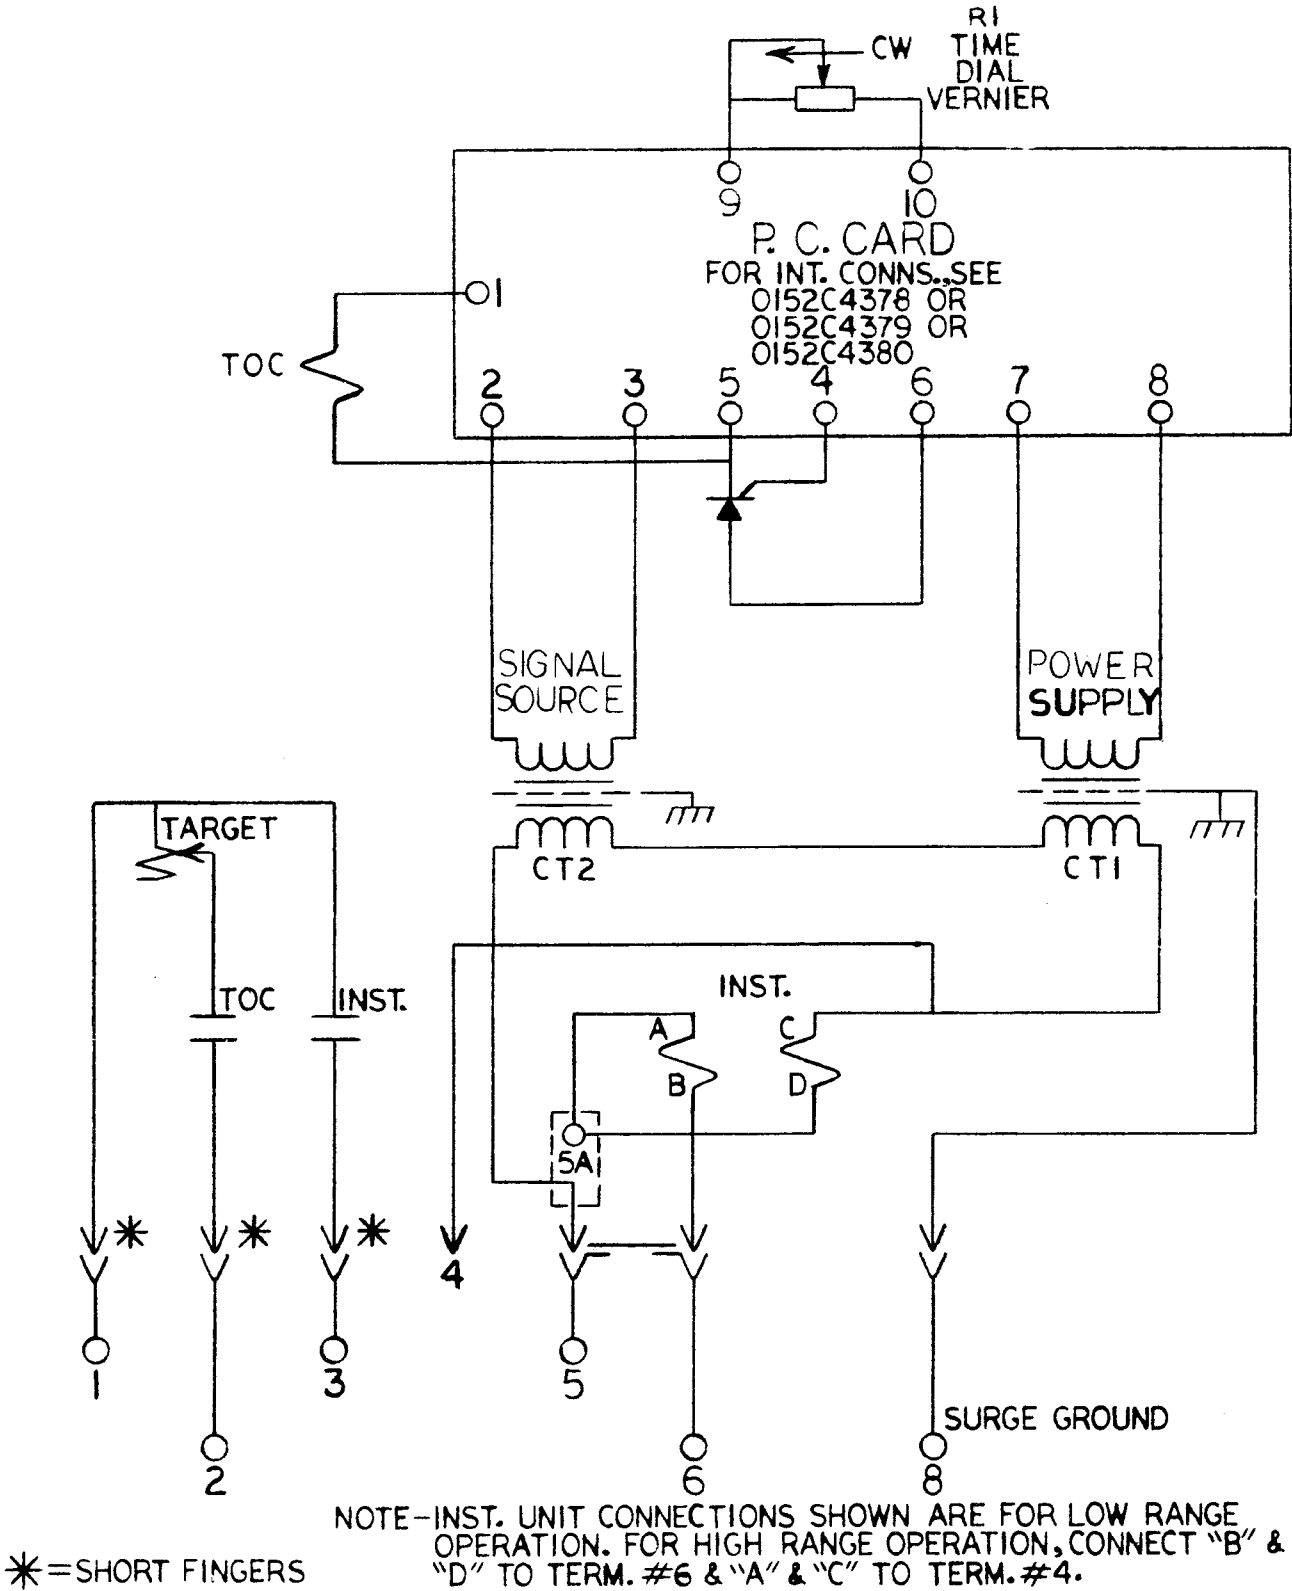 R1
CW TIME
DIAL
VERNIER
9 10
P. C. CARD
FOR INT. CONNS., SEE
1
0152C4378 OR
0152C4379 OR
0152C4380
TOC
2 3 5 4 6 7 8
SIGNAL
SOURCE
POWER
SUPPLY
TARGET
CT2
CT1
TOC
INST.
INST.
A
C
B
D
5A
* * *
4
1
3
5
SURGE GROUND
2
6
8
NOTE-INST. UNIT CONNECTIONS SHOWN ARE FOR LOW RANGE
OPERATION. FOR HIGH RANGE OPERATION, CONNECT "B" &
"D" TO TERM. #6 & "A" & "C" TO TERM. #4.
* = SHORT FINGERS